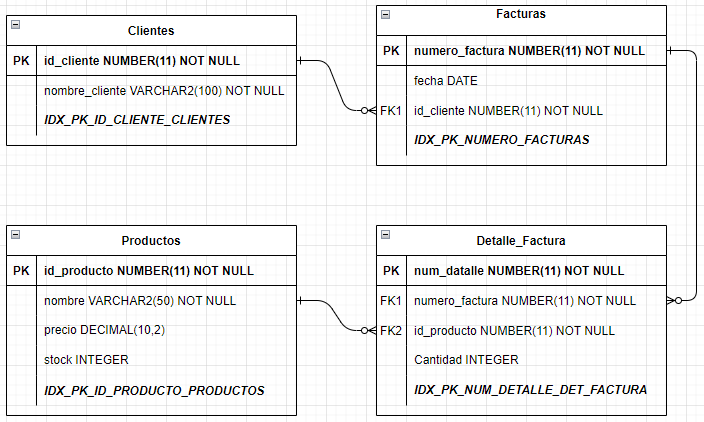 Clientes
PK id_cliente NUMBER(11) NOT NULL
nombre_cliente VARCHAR2(100) NOT NULL
IDX_PK_ID_CLIENTE_CLIENTES
Facturas
PK numero_factura NUMBER(11) NOT NULL
fecha DATE
FK1 id_cliente NUMBER(11) NOT NULL
IDX_PK_NUMERO_FACTURAS
Productos
PK id_producto NUMBER(11) NOT NULL
nombre VARCHAR2(50) NOT NULL
precio DECIMAL(10,2)
stock INTEGER
IDX_PK_ID_PRODUCTO_PRODUCTOS
Detalle_Factura
PK num_datalle NUMBER(11) NOT NULL
FK1 numero_factura NUMBER(11) NOT NULL
FK2 id_producto NUMBER(11) NOT NULL
Cantidad INTEGER
IDX_PK_NUM_DETALLE_DET_FACTURA